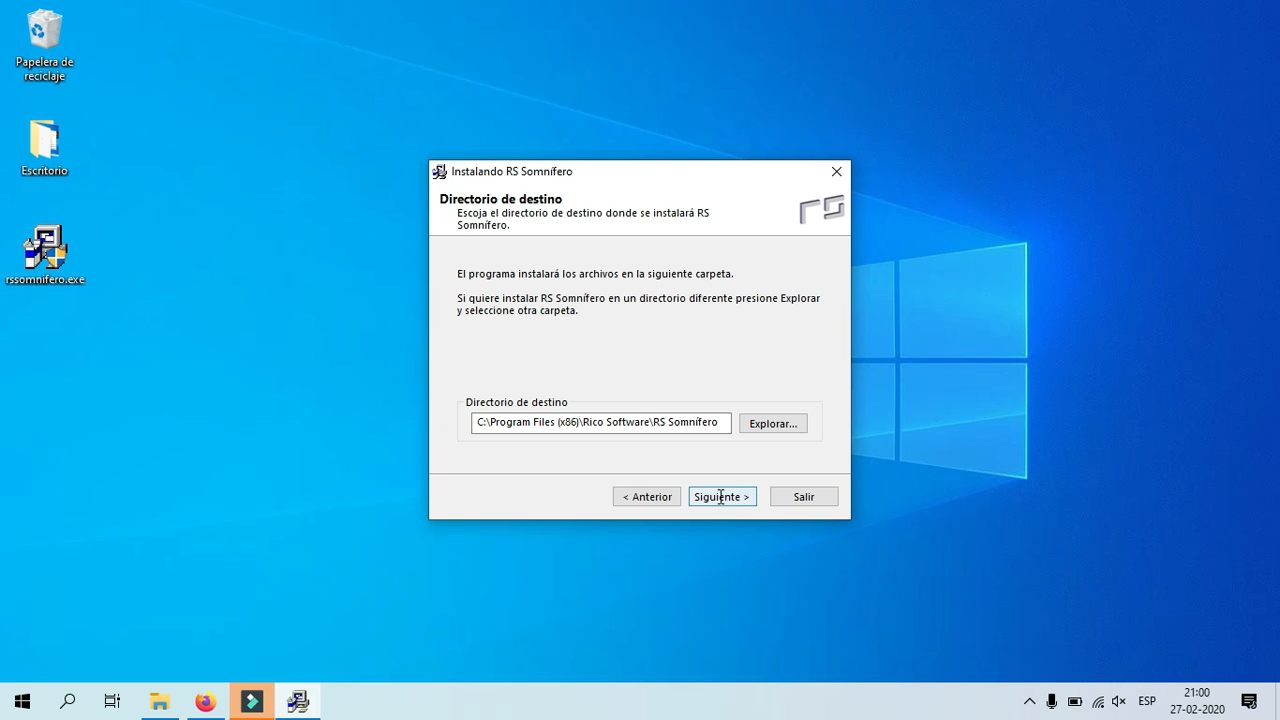 Papelera de
reciclaje
Escritorio
rssomnifero.exe
Instalando RS Somnífero
Directorio de destino
Escoja el directorio de destino donde se instalará RS
Somnífero.
rs
El programa instalará los archivos en la siguiente carpeta.
Si quiere instalar RS Somnífero en un directorio diferente presione Explorar
y seleccione otra carpeta.
Directorio de destino
C:\Program Files (x86)\Rico Software\RS Somnífero
Explorar...
< Anterior
Siguiente >
Salir
ESP
21:00
27-02-2020